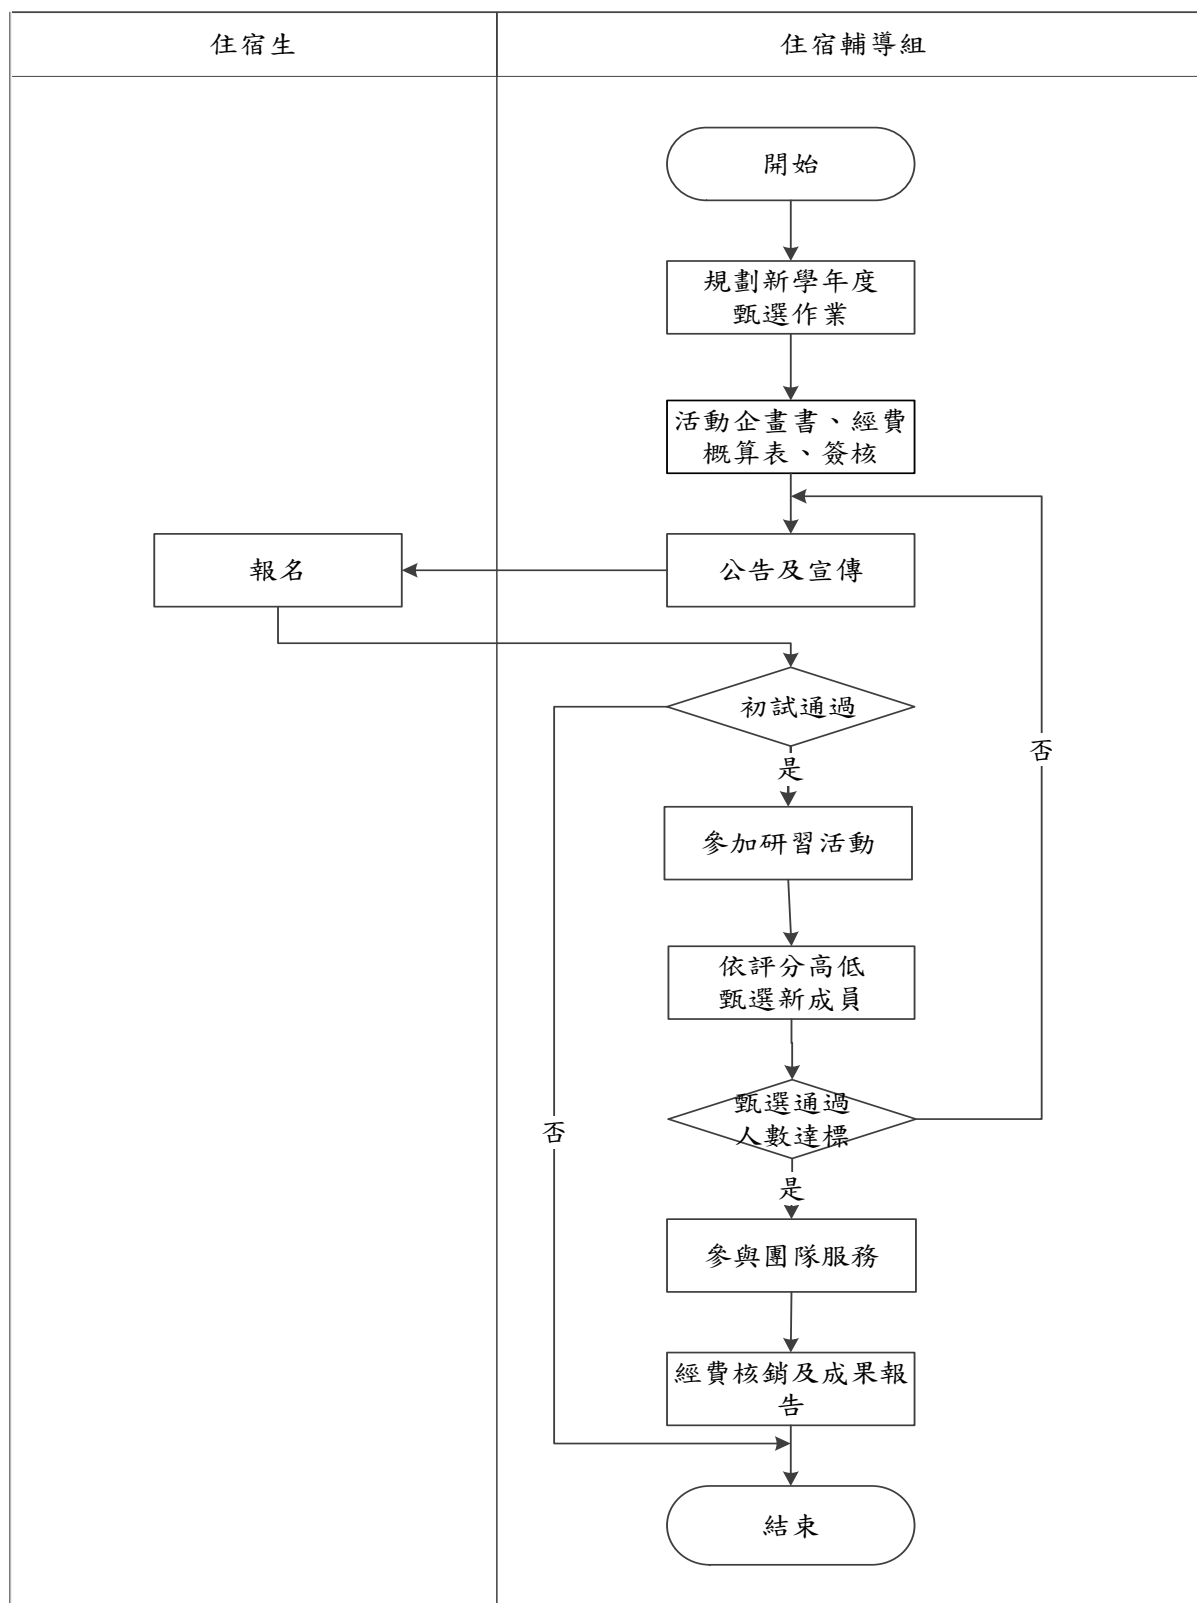 住宿生
住宿輔導組
開始
規劃新學年度
甄選作業
活動企畫書、經費
概算表、簽核
報名
公告及宣傳
初試通過
否
是
參加研習活動
依評分高低
甄選新成員
甄選通過
人數達標
否
是
參與團隊服務
經費核銷及成果報
告
結束